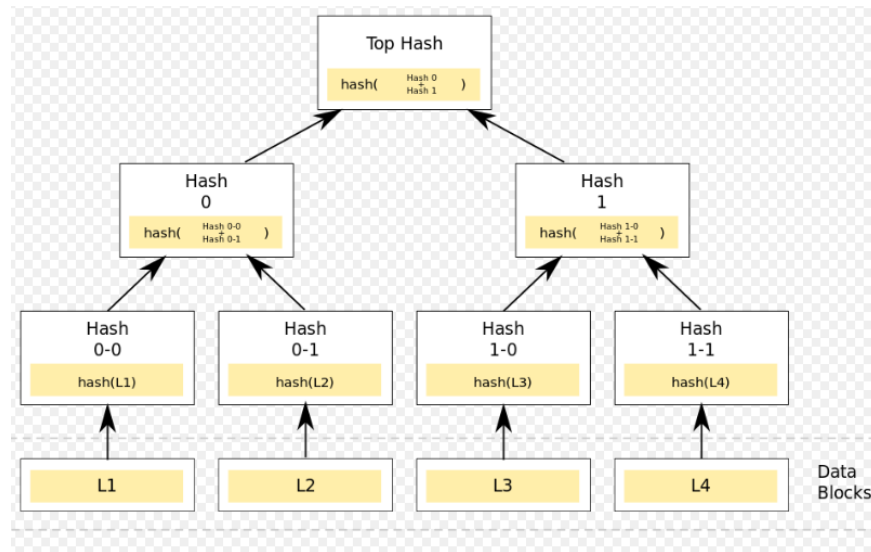 Top Hash
hash( Hash 0 + Hash 1 )
Hash
0
hash( Hash 0-0 + Hash 0-1 )
Hash
1
hash( Hash 1-0 + Hash 1-1 )
Hash
0-0
hash(L1)
Hash
0-1
hash(L2)
Hash
1-0
hash(L3)
Hash
1-1
hash(L4)
L1
L2
L3
L4
Data
Blocks